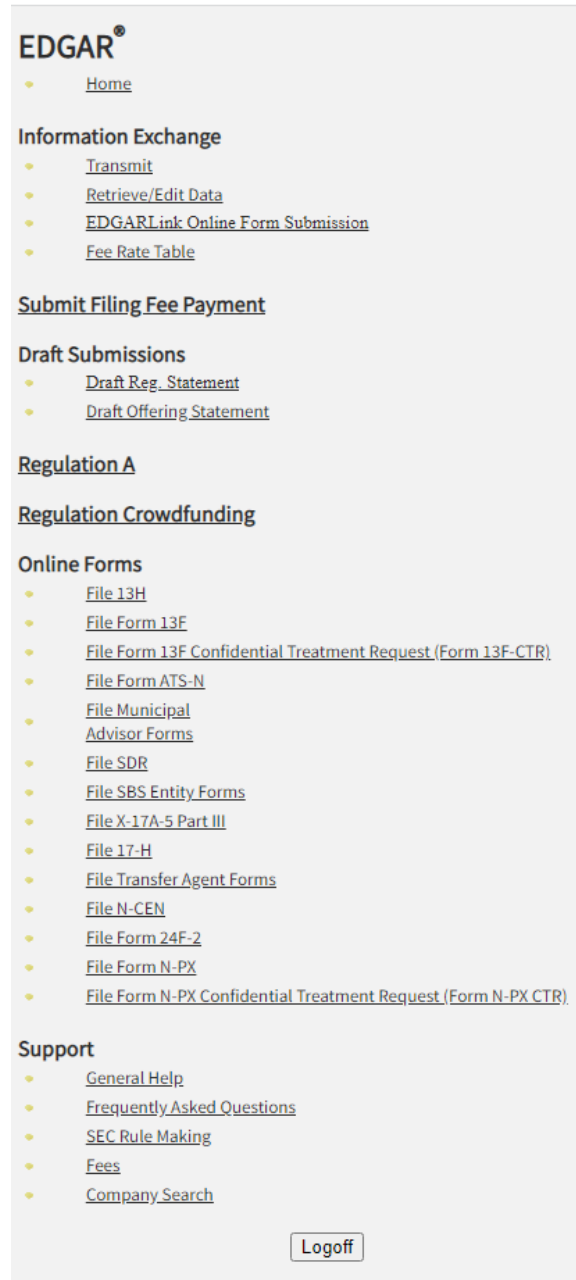 EDGAR®
Home
Information Exchange
Transmit
Retrieve/Edit Data
EDGARLink Online Form Submission
Fee Rate Table
Submit Filing Fee Payment
Draft Submissions
Draft Reg. Statement
Draft Offering Statement
Regulation A
Regulation Crowdfunding
Online Forms
File 13H
File Form 13F
File Form 13F Confidential Treatment Request (Form 13F-CTR)
File Form ATS-N
File Municipal
Advisor Forms
File SDR
File SBS Entity Forms
File X-17A-5 Part III
File 17-H
File Transfer Agent Forms
File N-CEN
File Form 24F-2
File Form N-PX
File Form N-PX Confidential Treatment Request (Form N-PX CTR)
Support
General Help
Frequently Asked Questions
SEC Rule Making
Fees
Company Search
Logoff